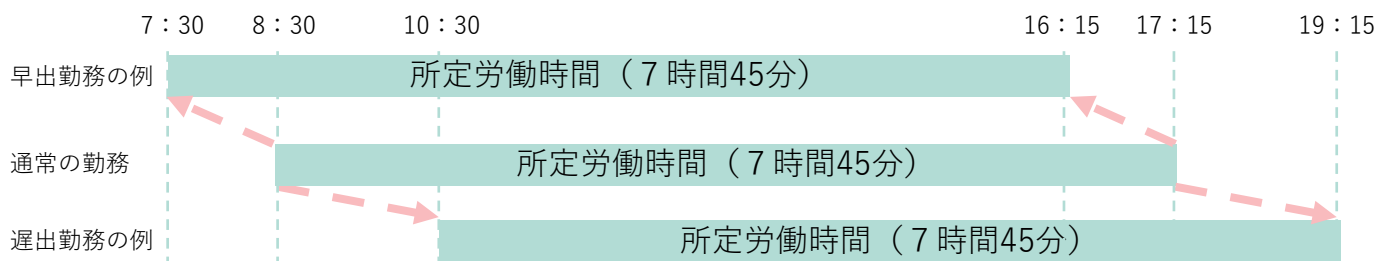 7：30 8：30 10：30 16：15 17：15 19：15
早出勤務の例 所定労働時間（７時間45分）
通常の勤務 所定労働時間（７時間45分）
遅出勤務の例 所定労働時間（７時間45分）